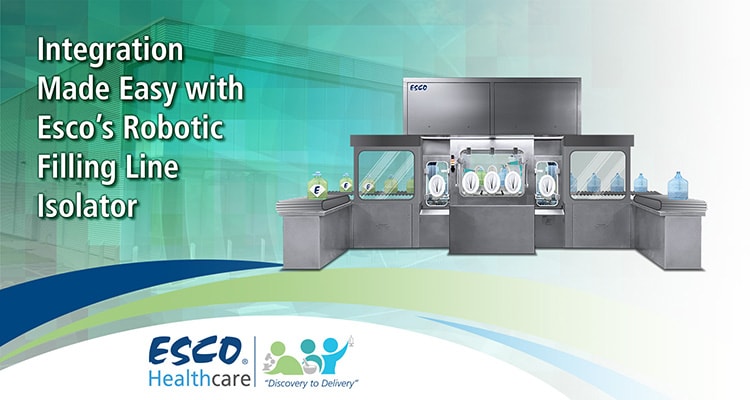 Integration
Made Easy with
Esco's Robotic
Filling Line
Isolator
ESCO
E
E
E
ESCO®
Healthcare
"Discovery to Delivery"